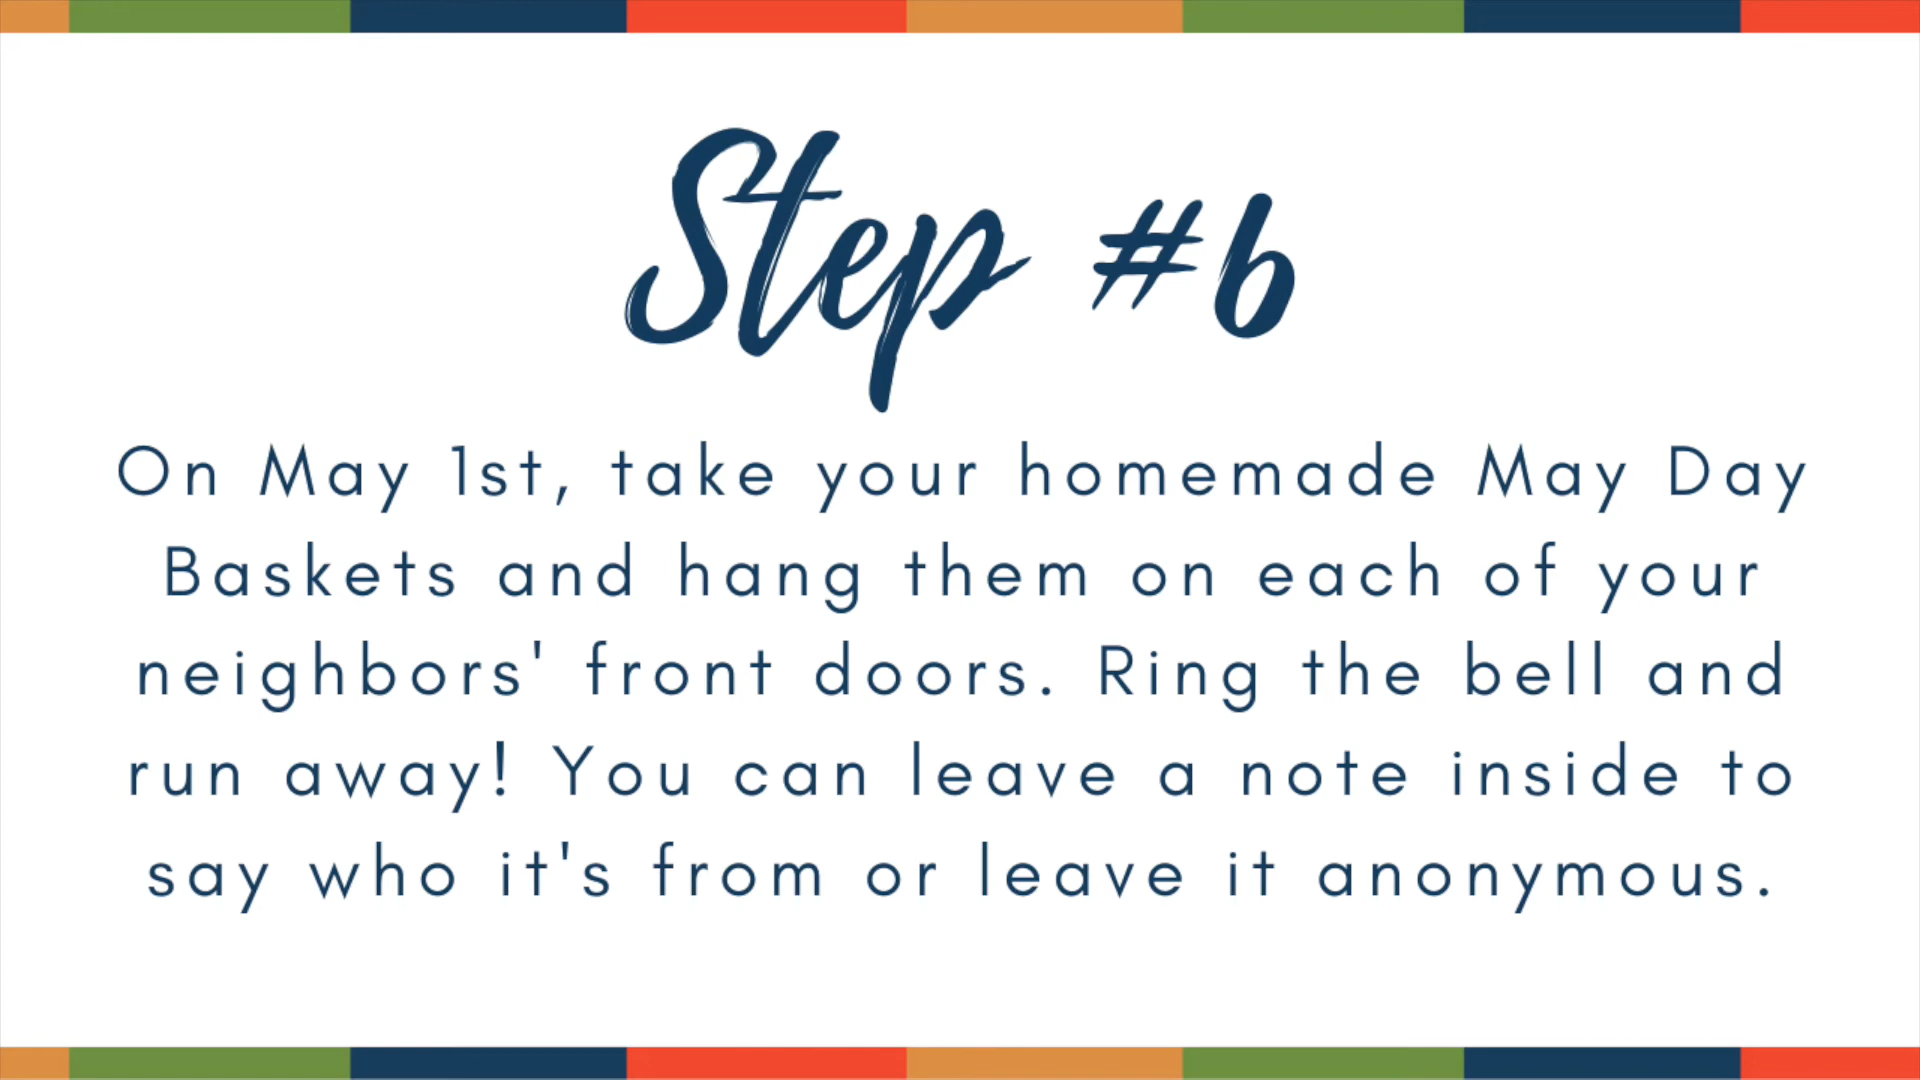 Step #6
On May 1st, take your homemade May Day
Baskets and hang them on each of your
neighbors' front doors. Ring the bell and
run away! You can leave a note inside to
say who it's from or leave it anonymous.